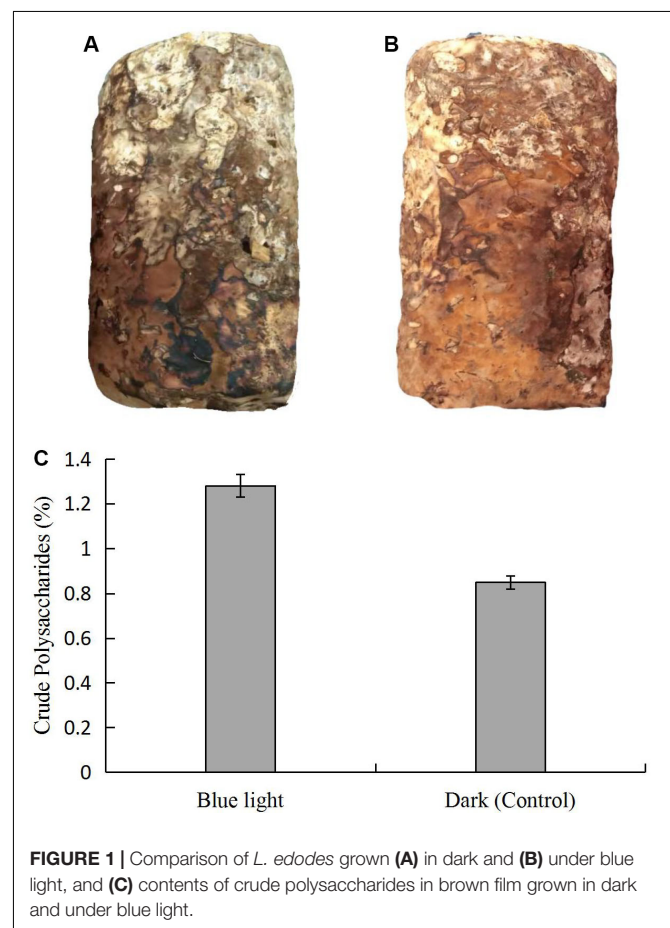 A
B
C
1.4
1.2
1
0.8
0.6
0.4
0.2
0
Crude Polysaccharides (%)
Blue light
Dark (Control)
FIGURE 1 | Comparison of L. edodes grown (A) in dark and (B) under blue
light, and (C) contents of crude polysaccharides in brown film grown in dark
and under blue light.